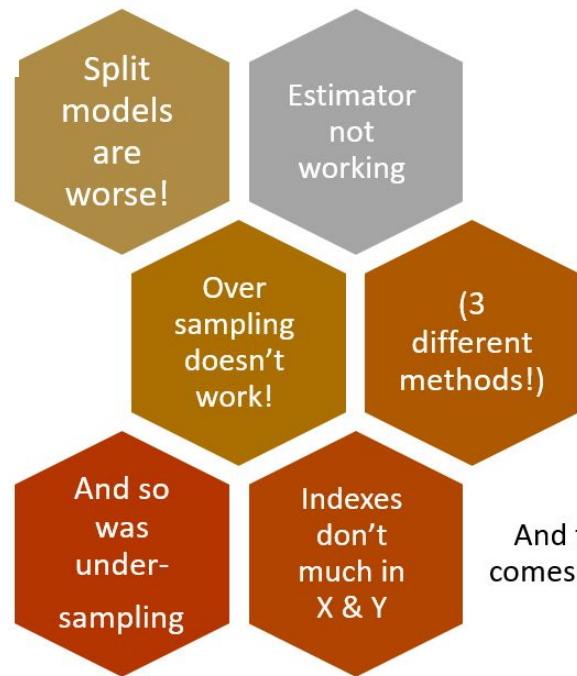 Split
models
are
worse!
Estimator
not
working
Over
sampling
doesn't
work!
(3
different
methods!)
And so
was
under-
sampling
Indexes
don't
much in
X & Y
And
comes